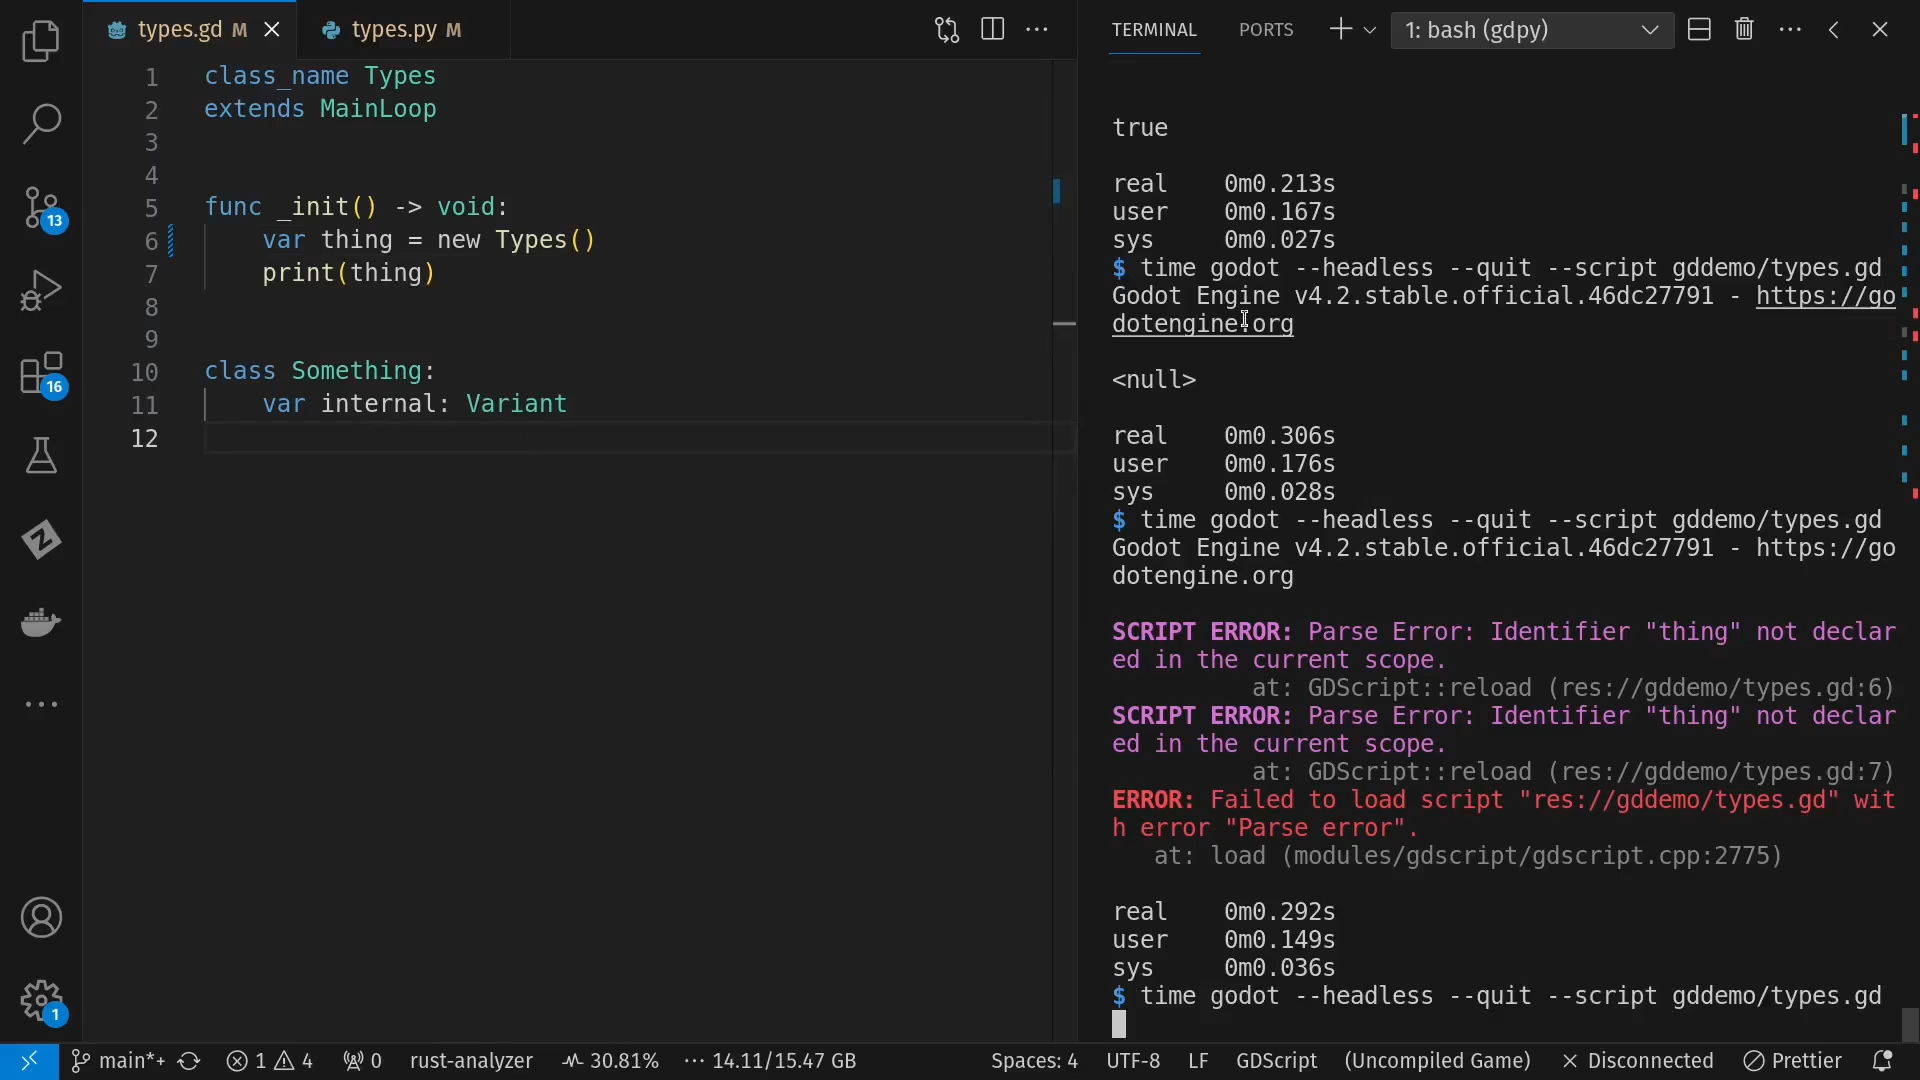 types.gd M
types.py M
TERMINAL
PORTS
1: bash (gdpy)
1 class_name Types
2 extends MainLoop
3
4
5 func _init() -> void:
6 var thing = new Types()
7 print(thing)
8
9
10 class Something:
11 var internal: Variant
12
true
real 0m0.213s
user 0m0.167s
sys 0m0.027s
$ time godot --headless --quit --script gddemo/types.gd
Godot Engine v4.2.stable.official.46dc27791 - https://go
dotengine.org
<null>
real 0m0.306s
user 0m0.176s
sys 0m0.028s
$ time godot --headless --quit --script gddemo/types.gd
Godot Engine v4.2.stable.official.46dc27791 - https://go
dotengine.org
SCRIPT ERROR: Parse Error: Identifier "thing" not declar
ed in the current scope.
at: GDScript::reload (res://gddemo/types.gd:6)
SCRIPT ERROR: Parse Error: Identifier "thing" not declar
ed in the current scope.
at: GDScript::reload (res://gddemo/types.gd:7)
ERROR: Failed to load script "res://gddemo/types.gd" wit
h error "Parse error".
at: load (modules/gdscript/gdscript.cpp:2775)
real 0m0.292s
user 0m0.149s
sys 0m0.036s
$ time godot --headless --quit --script gddemo/types.gd
13
16
1
main*+ 1 4 0 rust-analyzer 30.81% 14.11/15.47 GB Spaces: 4 UTF-8 LF GDScript (Uncompiled Game) Disconnected Prettier